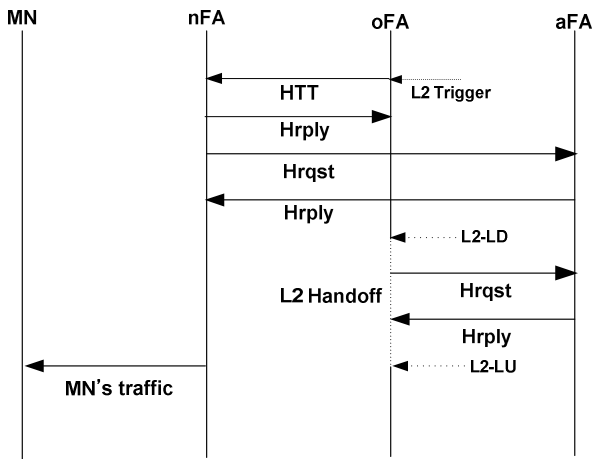 MN nFA oFA aFA
HTT
L2 Trigger
Hrply
Hrqst
Hrply
L2-LD
L2 Handoff
Hrqst
Hrply
L2-LU
MN's traffic